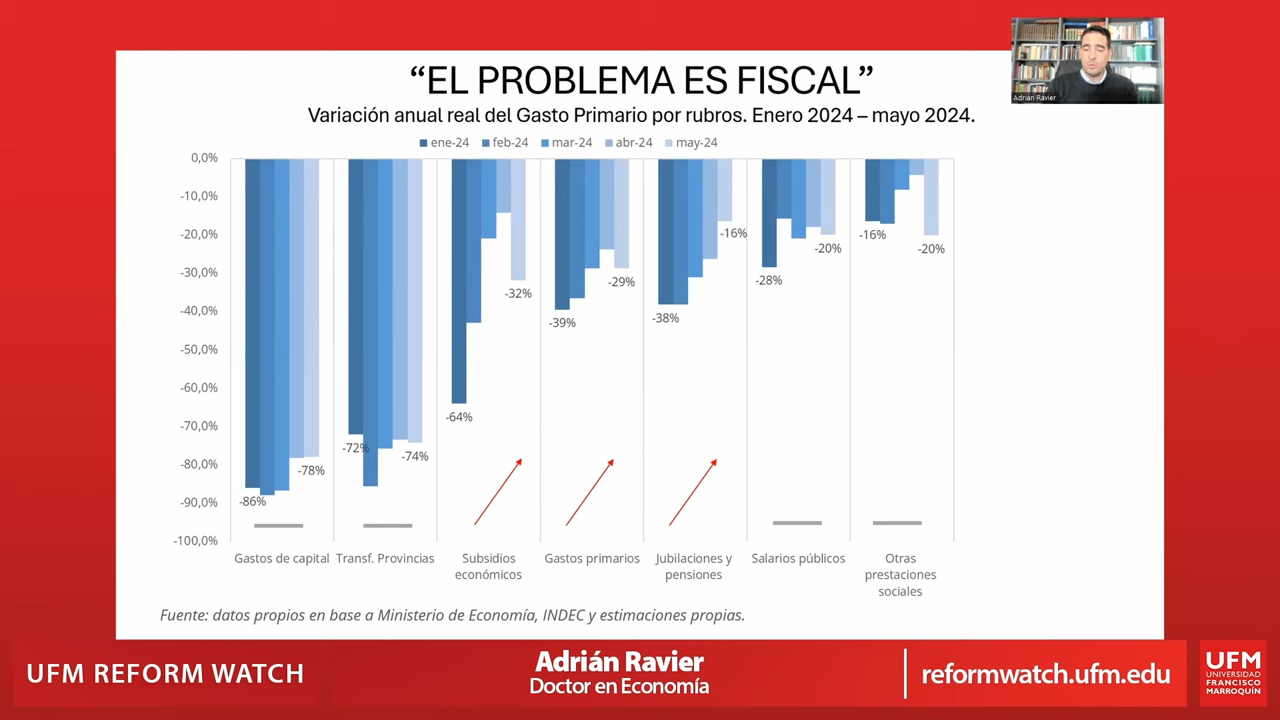 “EL PROBLEMA ES FISCAL”
Variación anual real del Gasto Primario por rubros. Enero 2024 – mayo 2024.
Adrián Ravier
ene-24 feb-24 mar-24 abr-24 may-24
0,0%
-10,0%
-20,0%
-30,0%
-40,0%
-50,0%
-60,0%
-70,0%
-80,0%
-90,0%
-100,0%
-86%
-78%
-72%
-74%
-64%
-32%
-39%
-29%
-38%
-16%
-28%
-20%
-16%
-20%
Gastos de capital
Transf. Provincias
Subsidios
económicos
Gastos primarios
Jubilaciones y
pensiones
Salarios públicos
Otras
prestaciones
sociales
Fuente: datos propios en base a Ministerio de Economía, INDEC y estimaciones propias.
UFM REFORM WATCH
Adrián Ravier
Doctor en Economía
reformwatch.ufm.edu
UFM
UNIVERSIDAD
FRANCISCO
MARROQUÍN